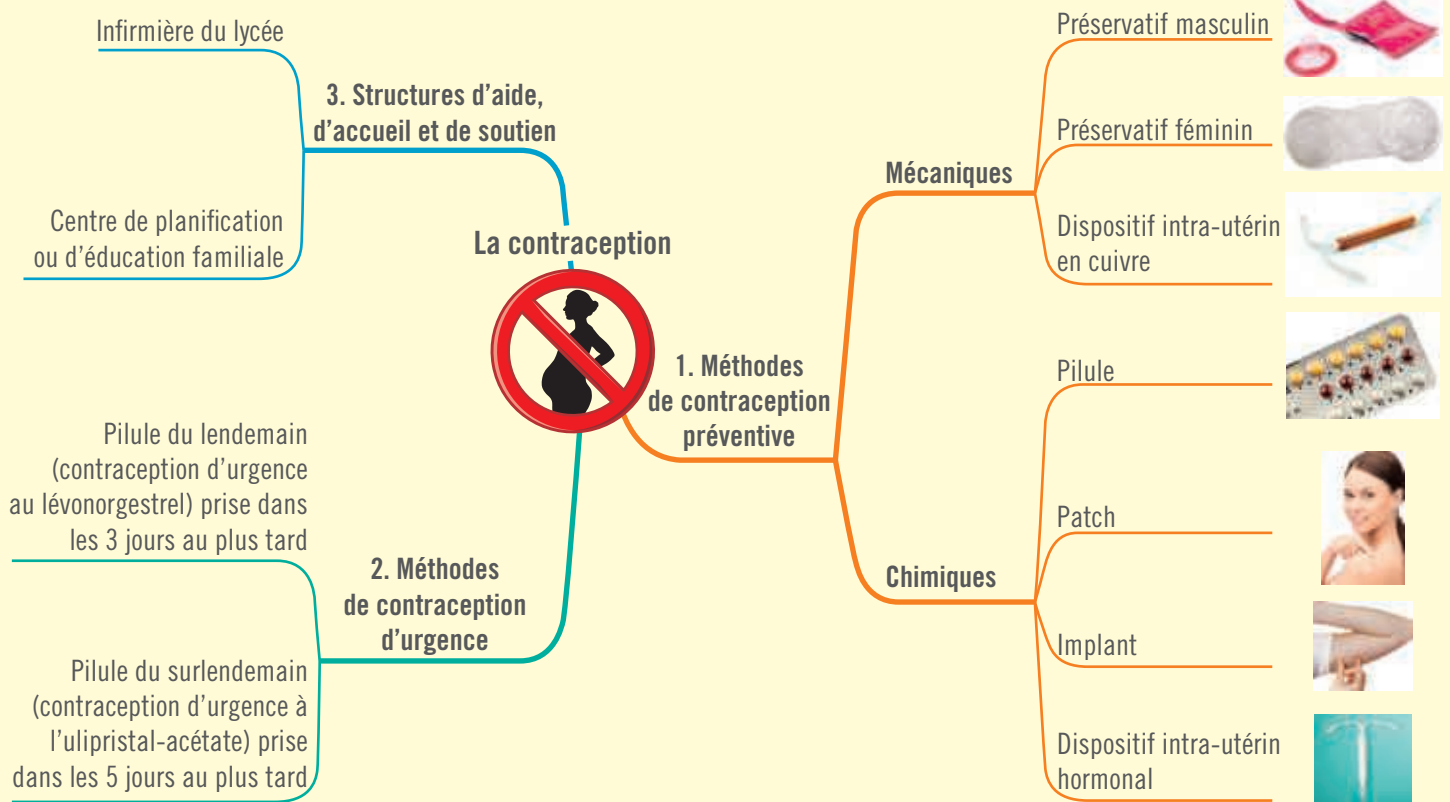 La contraception
1. Méthodes
de contraception
préventive
Mécaniques
Préservatif masculin
Préservatif féminin
Dispositif intra-utérin
en cuivre
Chimiques
Pilule
Patch
Implant
Dispositif intra-utérin
hormonal
2. Méthodes
de contraception
d'urgence
Pilule du lendemain
(contraception d'urgence
au lévonorgestrel) prise dans
les 3 jours au plus tard
Pilule du surlendemain
(contraception d'urgence à
l'ulipristal-acétate) prise
dans les 5 jours au plus tard
3. Structures d'aide,
d'accueil et de soutien
Infirmière du lycée
Centre de planification
ou d'éducation familiale